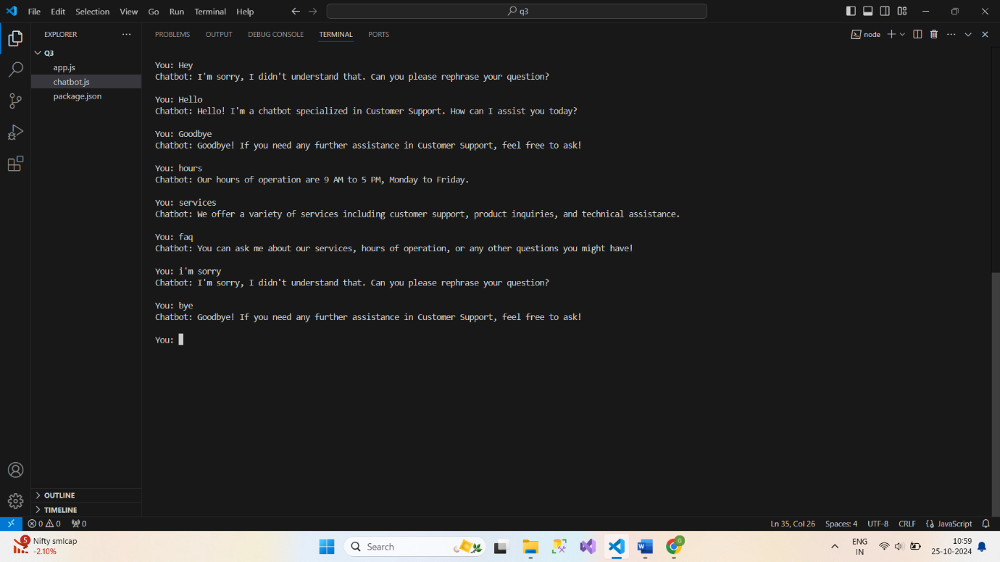 File Edit Selection View Go Run Terminal Help
q3
EXPLORER
PROBLEMS OUTPUT DEBUG CONSOLE TERMINAL PORTS
node
Q3
app.js
chatbot.js
package.json
You: Hey
Chatbot: I'm sorry, I didn't understand that. Can you please rephrase your question?
You: Hello
Chatbot: Hello! I'm a chatbot specialized in Customer Support. How can I assist you today?
You: Goodbye
Chatbot: Goodbye! If you need any further assistance in Customer Support, feel free to ask!
You: hours
Chatbot: Our hours of operation are 9 AM to 5 PM, Monday to Friday.
You: services
Chatbot: We offer a variety of services including customer support, product inquiries, and technical assistance.
You: faq
Chatbot: You can ask me about our services, hours of operation, or any other questions you might have!
You: i'm sorry
Chatbot: I'm sorry, I didn't understand that. Can you please rephrase your question?
You: bye
Chatbot: Goodbye! If you need any further assistance in Customer Support, feel free to ask!
You:
OUTLINE
TIMELINE
0 0 0
Ln 35, Col 26 Spaces: 4 UTF-8 CRLF JavaScript
5
Nifty smlcap
-2.10%
Search
G
ENG
IN
10:59
25-10-2024